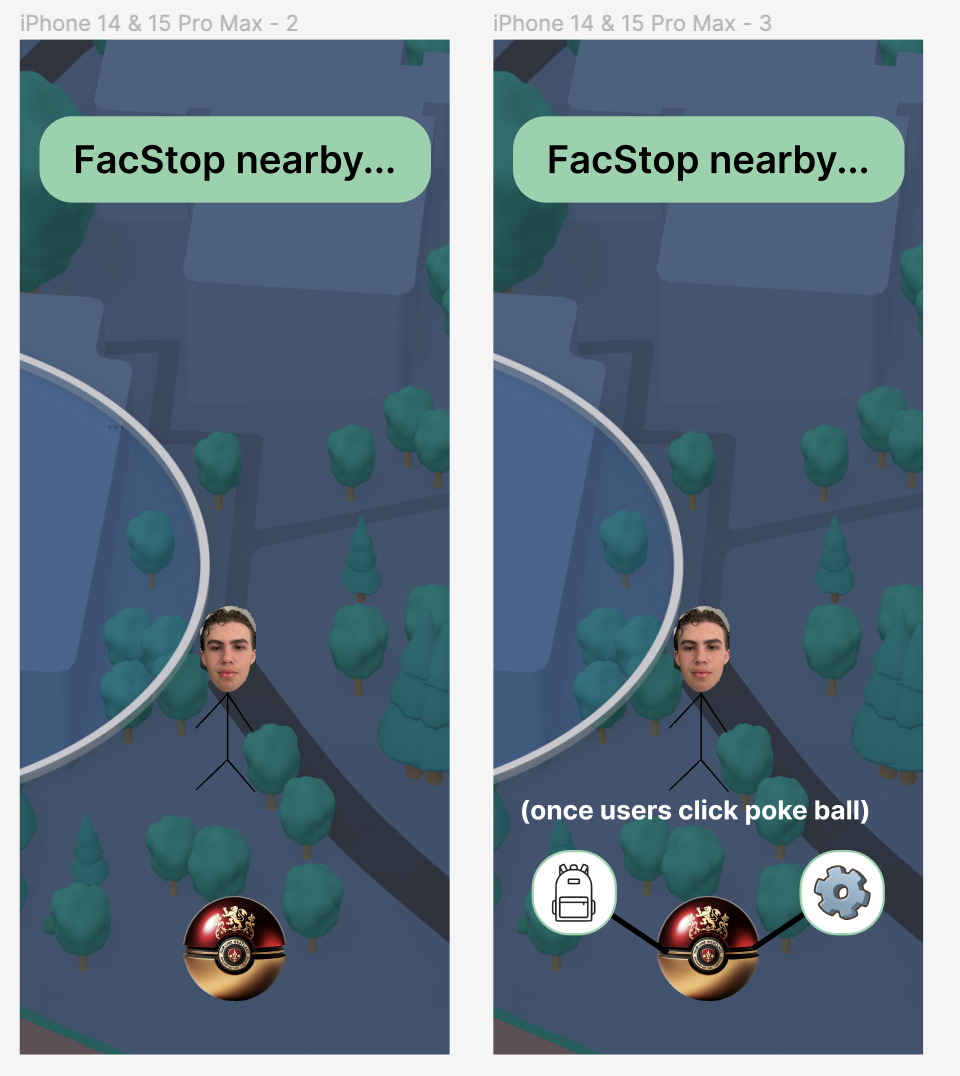 iPhone 14 & 15 Pro Max - 2
iPhone 14 & 15 Pro Max - 3
FacStop nearby...
FacStop nearby...
...
(once users click poke ball)